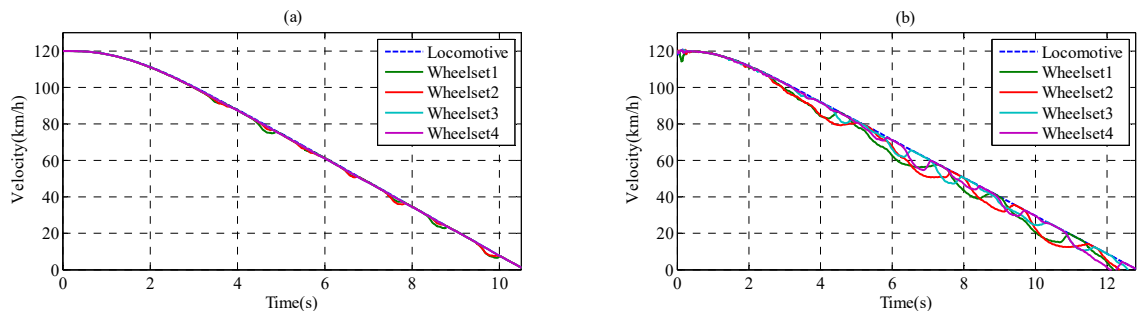 (a)
Velocity(km/h)
120
100
80
60
40
20
0
0 2 4 6 8 10
Time(s)
Locomotive
Wheelset1
Wheelset2
Wheelset3
Wheelset4
(b)
Velocity(km/h)
120
100
80
60
40
20
0
0 2 4 6 8 10 12
Time(s)
Locomotive
Wheelset1
Wheelset2
Wheelset3
Wheelset4